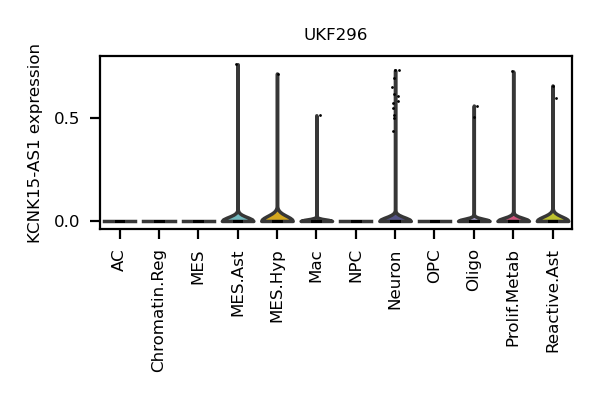 UKF296
KCNK15-AS1 expression
0.5
0.0
AC
Chromatin.Reg
MES
MES.Ast
MES.Hyp
Mac
NPC
Neuron
OPC
Oligo
Prolif.Metab
Reactive.Ast